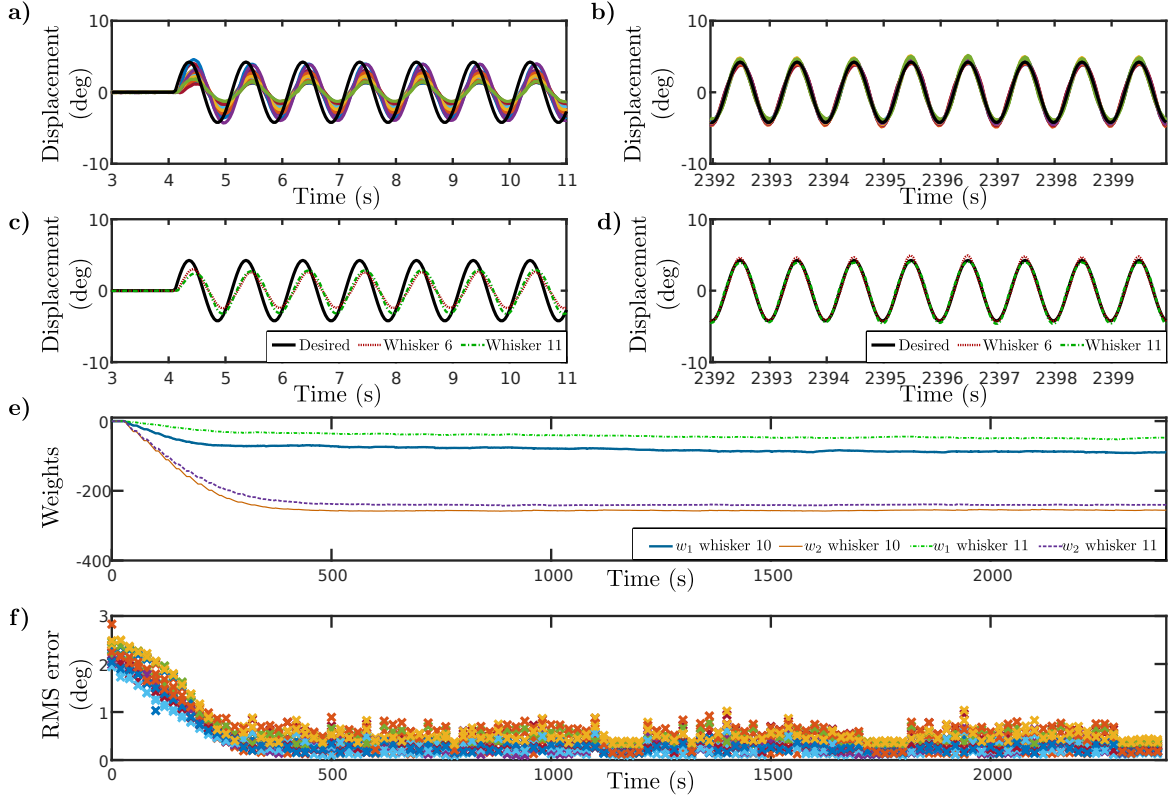 a)
b)
Displacement
(deg)
10
0
-10
3 4 5 6 7 8 9 10 11
Time (s)
Displacement
(deg)
10
0
-10
2392 2393 2394 2395 2396 2397 2398 2399
Time (s)
c)
d)
Displacement
(deg)
10
0
-10
Desired Whisker 6 Whisker 11
3 4 5 6 7 8 9 10 11
Time (s)
Displacement
(deg)
10
0
-10
Desired Whisker 6 Whisker 11
2392 2393 2394 2395 2396 2397 2398 2399
Time (s)
e)
Weights
0
-200
-400
w1 whisker 10 w2 whisker 10 w1 whisker 11 w2 whisker 11
0 500 1000 1500 2000
Time (s)
f)
RMS error
(deg)
3
2
1
0
0 500 1000 1500 2000
Time (s)